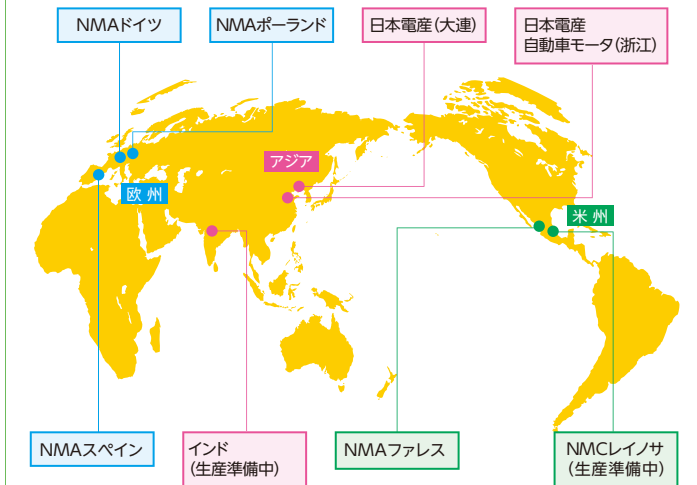 NMAドイツ
NMAポーランド
日本電産(大連)
日本電産
自動車モータ(浙江)
アジア
欧州
米州
NMAスペイン
インド
(生産準備中)
NMAファレス
NMCレイノサ
(生産準備中)